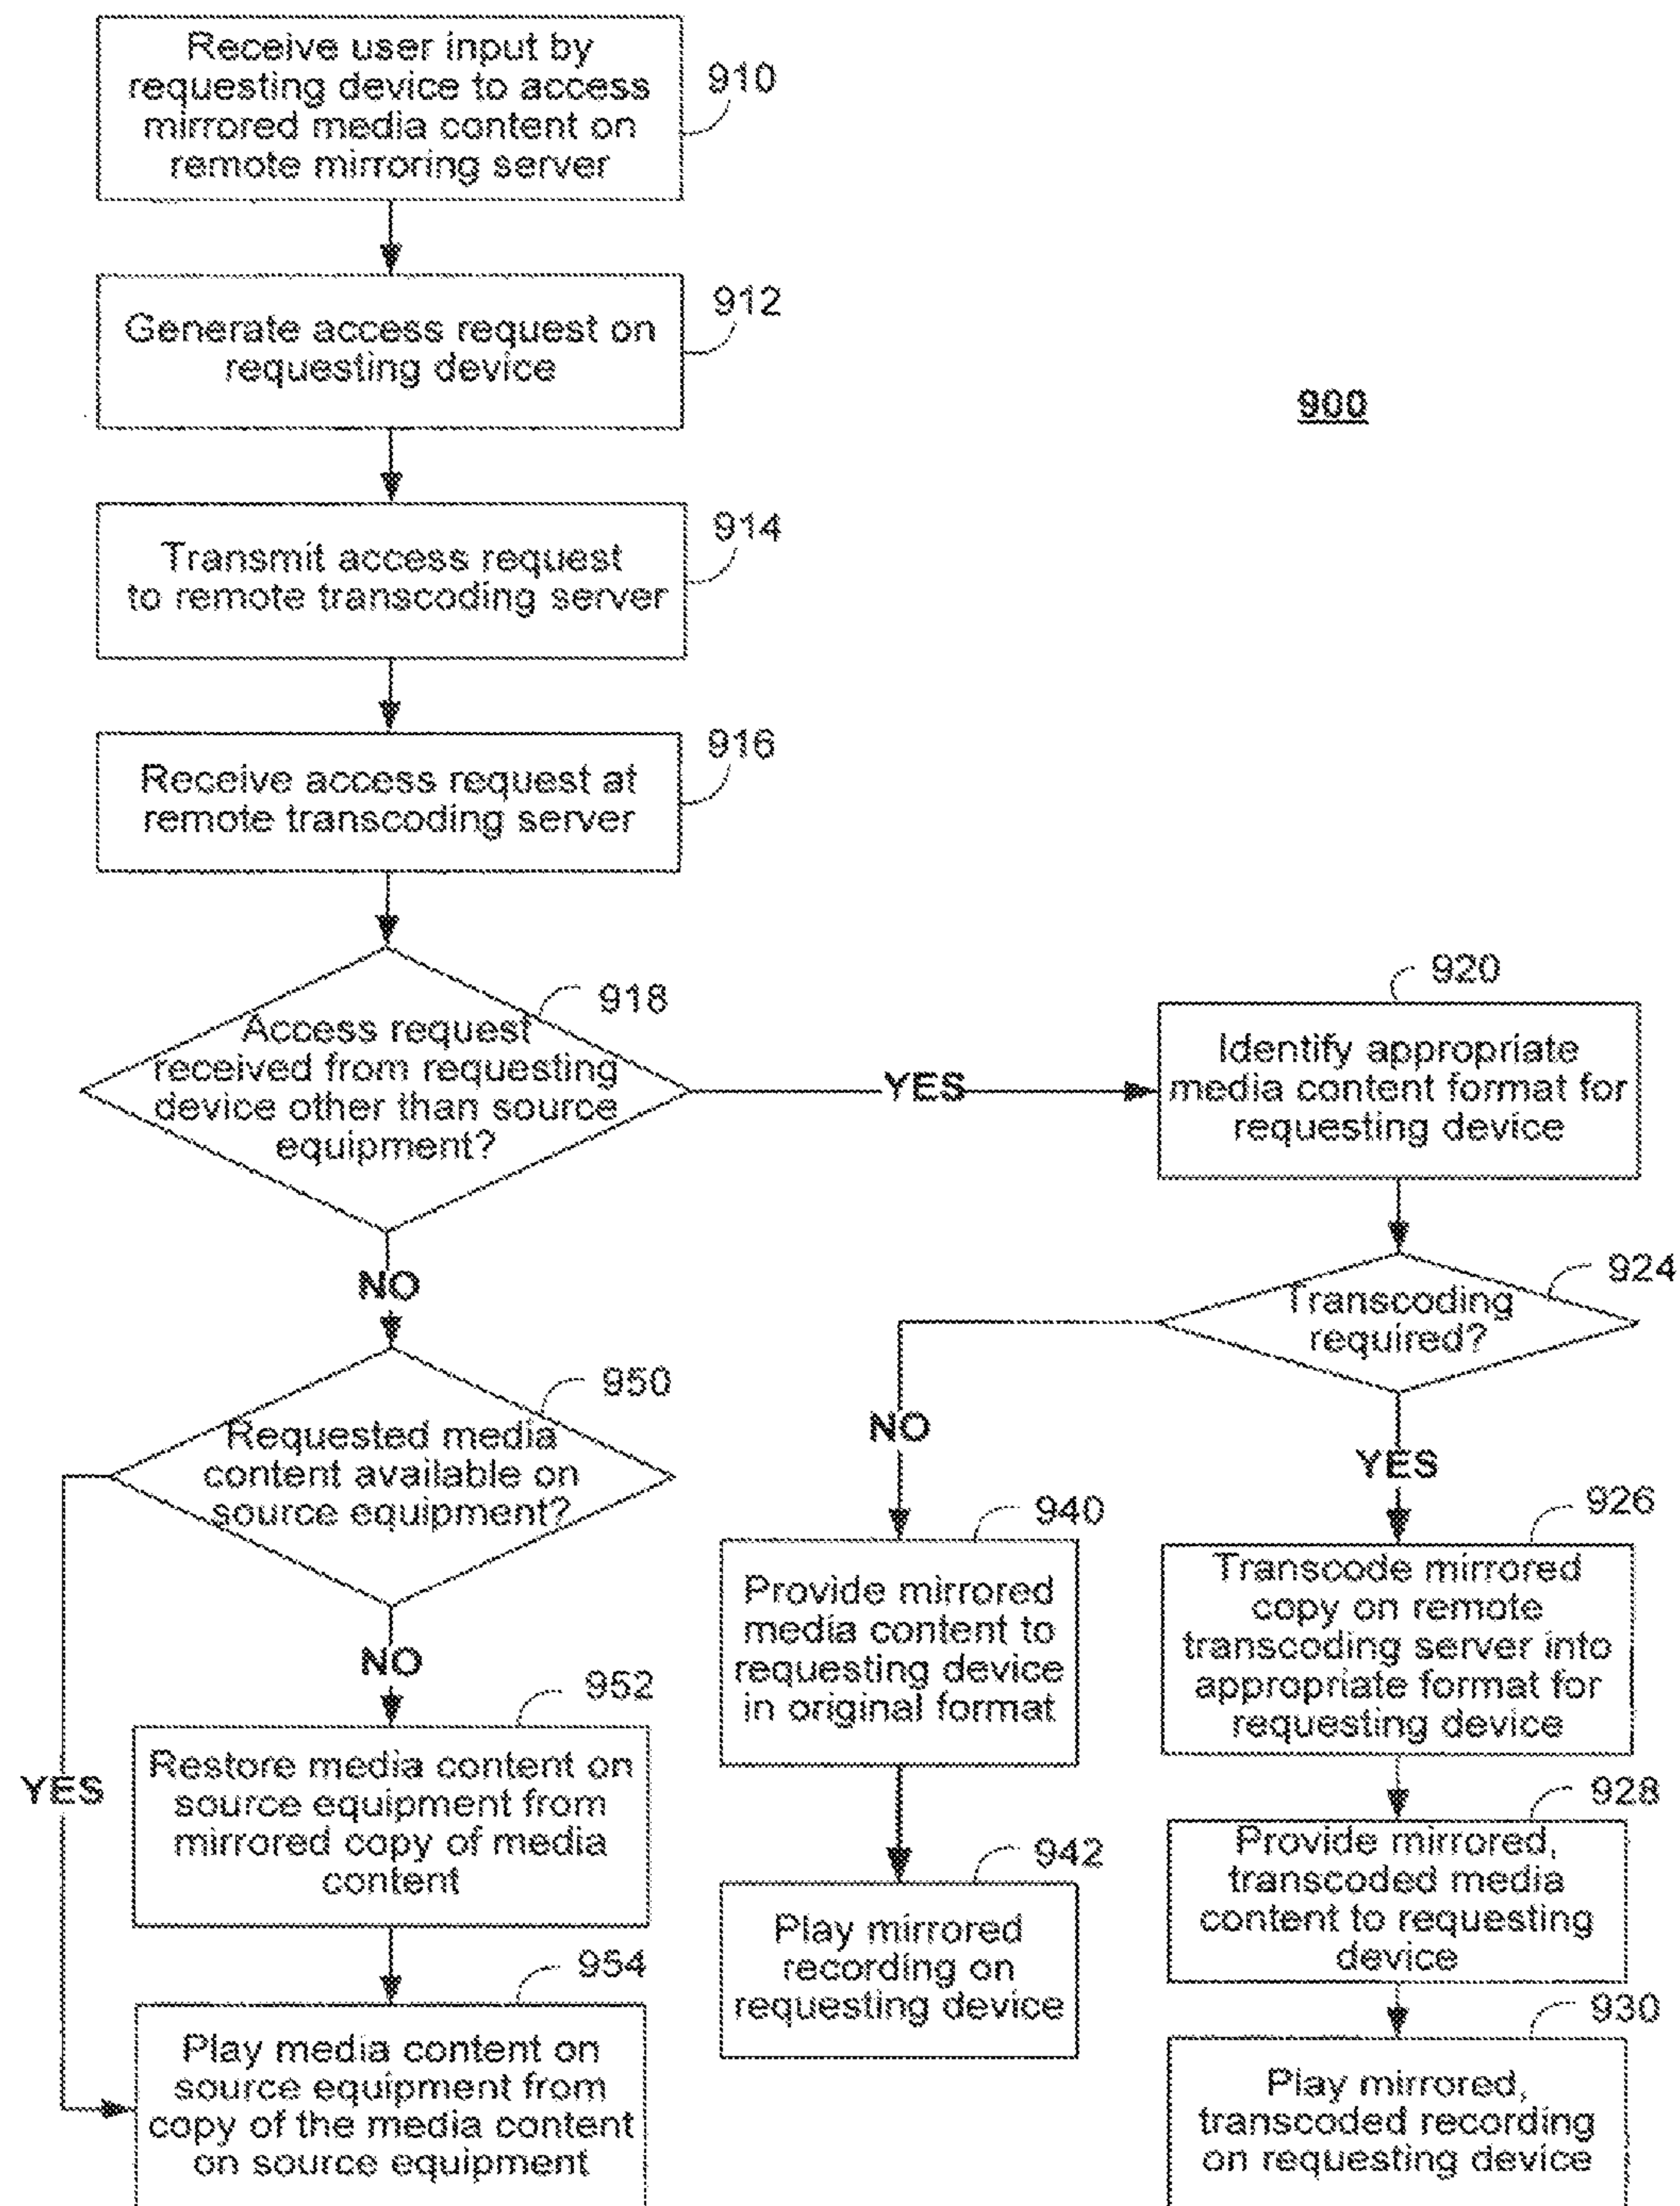 Receive user input by
requesting device to access
mirrored media content on
remote mirroring server
910
Generate access request on
requesting device
912
900
Transmit access request
to remote transcoding server
914
Receive access request at
remote transcoding server
916
Access request
received from requesting
device other than source
equipment?
918
YES
NO
Identify appropriate
media content format for
requesting device
920
Transcoding
required?
924
NO
YES
Requested media
content available on
source equipment?
950
YES
NO
Restore media content on
source equipment from
mirrored copy of media
content
952
Play media content on
source equipment from
copy of the media content
on source equipment
954
Provide mirrored
media content to
requesting device
in original format
940
Play mirrored
recording on
requesting device
942
Transcode mirrored
copy on remote
transcoding server into
appropriate format for
requesting device
926
Provide mirrored,
transcoded media
content to requesting
device
928
Play mirrored,
transcoded recording
on requesting device
930